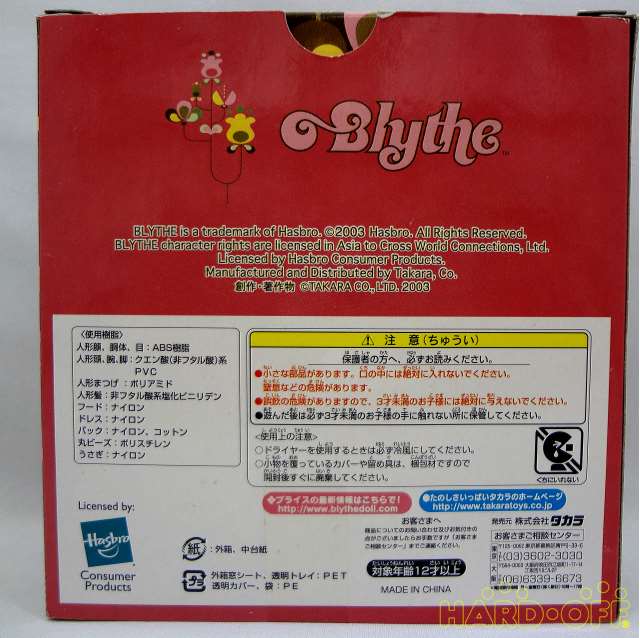 Blythe
TM
BLYTHE is a trademark of Hasbro. ©2003 Hasbro. All Rights Reserved.
BLYTHE character rights are licensed in Asia to Cross World Connections, Ltd.
Licensed by Hasbro Consumer Products.
Manufactured and Distributed by Takara, Co.
創作・著作物 ©TAKARA CO., LTD. 2003
〈使用樹脂〉
人形顔、胴体、目:ABS樹脂
人形頭、腕、脚:クエン酸(非フタル酸)系
PVC
人形まつげ:ポリアミド
人形髪:非フタル酸系塩化ビニリデン
フード:ナイロン
ドレス:ナイロン
バック:ナイロン、コットン
丸ビーズ:ポリスチレン
うさぎ:ナイロン
注 意(ちゅうい)
保護者の方へ、必ずお読みください。
●小さな部品があります。口の中には絶対に入れないでください。
窒息などの危険があります。
●誤飲の危険がありますので、3才未満のお子様には絶対に与えないでください。
●遊んだ後は必ず3才未満のお子様の手に触れない所に保管してください。
〈使用上の注意〉
○ドライヤーを使用するときは必ず冷風にしてください。
○小物を覆っているカバーや留め具は、梱包材ですので
開封後すぐに廃棄してください。
くちにいれない
Licensed by:
Hasbro
Consumer
Products
紙:外箱、中台紙
PE:外箱窓シート、透明トレイ:PET
透明カバー、袋:PE
◆ブライスの最新情報はこちら!
http://www.blythedoll.com
●たのしさいっぱいタカラのホームページ
http://www.takaratoys.co.jp
お客さまへ
対象年齢12才以上
MADE IN CHINA
発売元 株式会社タカラ
お客さまご相談センター
(03)3602-3030
(06)6339-6673
HARD・OFF